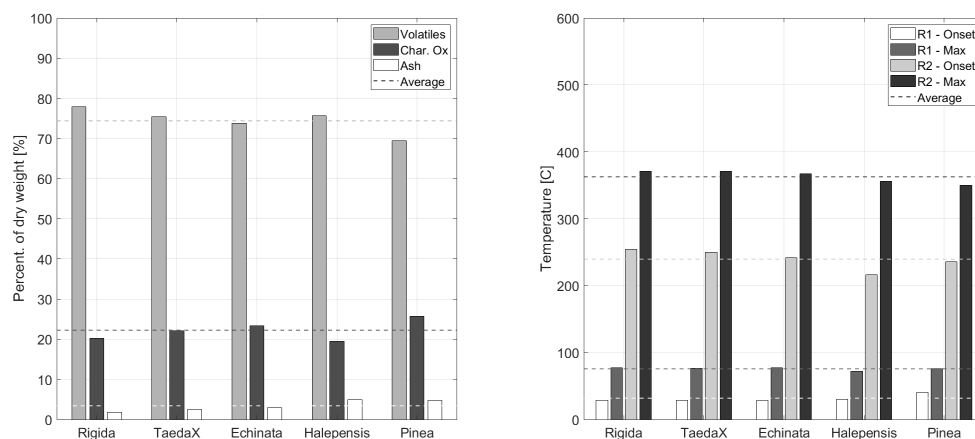 100
90
80
70
60
50
40
30
20
10
0
Percent. of dry weight [%]
Volatiles
Char. Ox
Ash
Average
Rigida
TaedaX
Echinata
Halepensis
Pinea
600
500
400
300
200
100
0
Temperature [C]
R1 - Onset
R1 - Max
R2 - Onset
R2 - Max
Average
Rigida
TaedaX
Echinata
Halepensis
Pinea